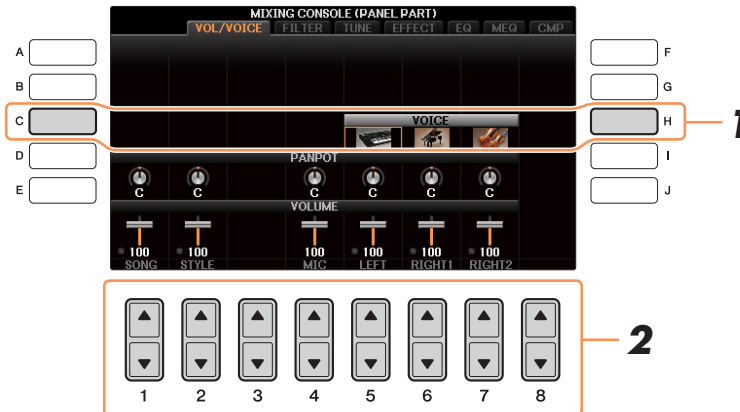 MIXING CONSOLE (PANEL PART)
VOL/VOICE FILTER TUNE EFFECT EQ MEQ CMP
A F
B G
C H
1
VOICE
D I
PANPOT
E J
C C C C C C
VOLUME
100 100 100 100 100 100
SONG STYLE MIC LEFT RIGHT1 RIGHT2
2
1 2 3 4 5 6 7 8